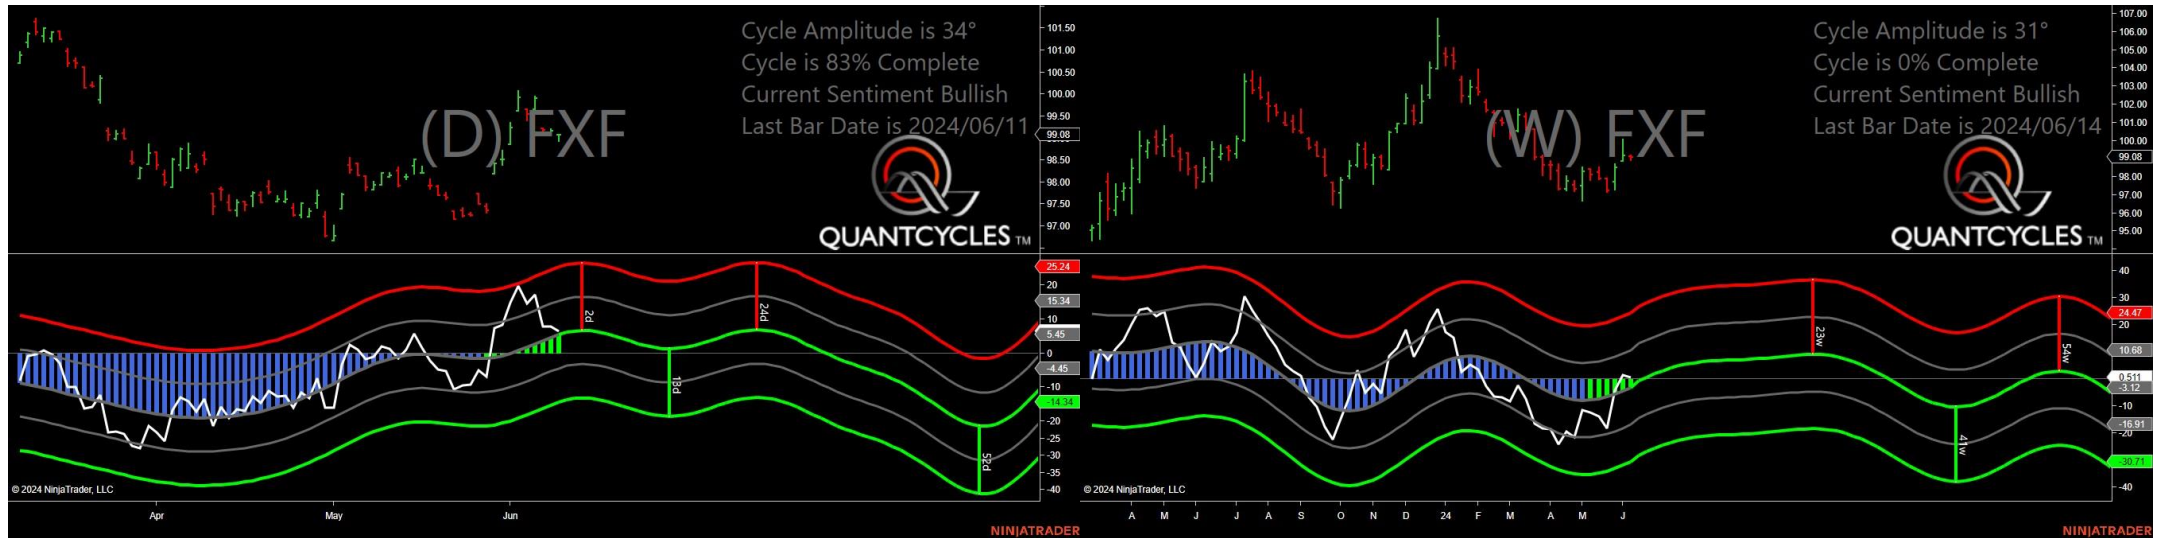 Cycle Amplitude is 34°
Cycle is 83% Complete
Current Sentiment Bullish
Last Bar Date is 2024/06/11
(D) FXF
QUANTCYCLES TM
101.50
101.00
100.50
100.00
99.50
99.08
98.50
98.00
97.50
97.00
25.24
20
15.34
10
5.45
0
-4.45
-10
-14.34
-20
-25
-30
-35
-40
2d
24d
13d
52d
© 2024 NinjaTrader, LLC
Apr May Jun
NINJATRADER
Cycle Amplitude is 31°
Cycle is 0% Complete
Current Sentiment Bullish
Last Bar Date is 2024/06/14
(W) FXF
QUANTCYCLES TM
107.00
106.00
105.00
104.00
103.00
102.00
101.00
100.00
99.08
98.00
97.00
96.00
95.00
40
30
24.47
20
10.68
0.511
-3.12
-10
-16.91
-20
-30.71
-40
23w
54w
41w
© 2024 NinjaTrader, LLC
A M J J A S O N D 24 F M A M J
NINJATRADER